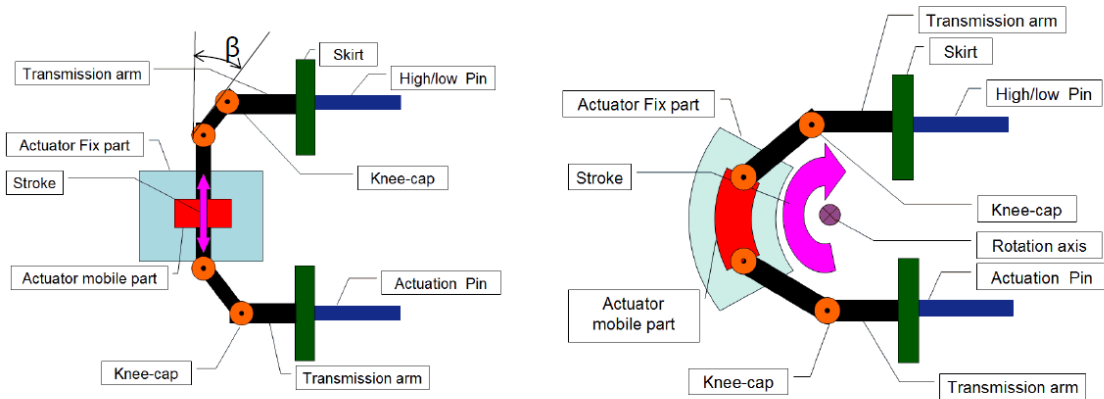 β
Skirt
Transmission arm
High/low Pin
Actuator Fix part
Knee-cap
Stroke
Actuator mobile part
Actuation Pin
Knee-cap
Transmission arm
Transmission arm
Skirt
Actuator Fix part
High/low Pin
Stroke
Knee-cap
Rotation axis
Actuator
mobile part
Actuation Pin
Knee-cap
Transmission arm